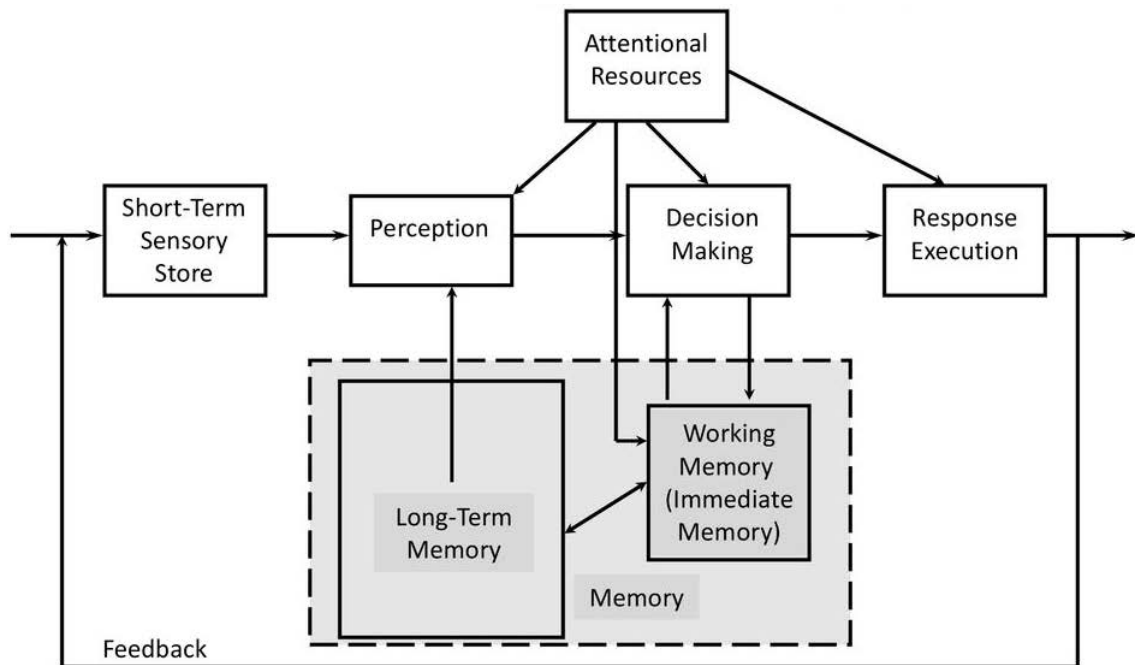 Attentional
Resources
Short-Term
Sensory
Store
Perception
Decision
Making
Response
Execution
Long-Term
Memory
Working
Memory
(Immediate
Memory)
Memory
Feedback